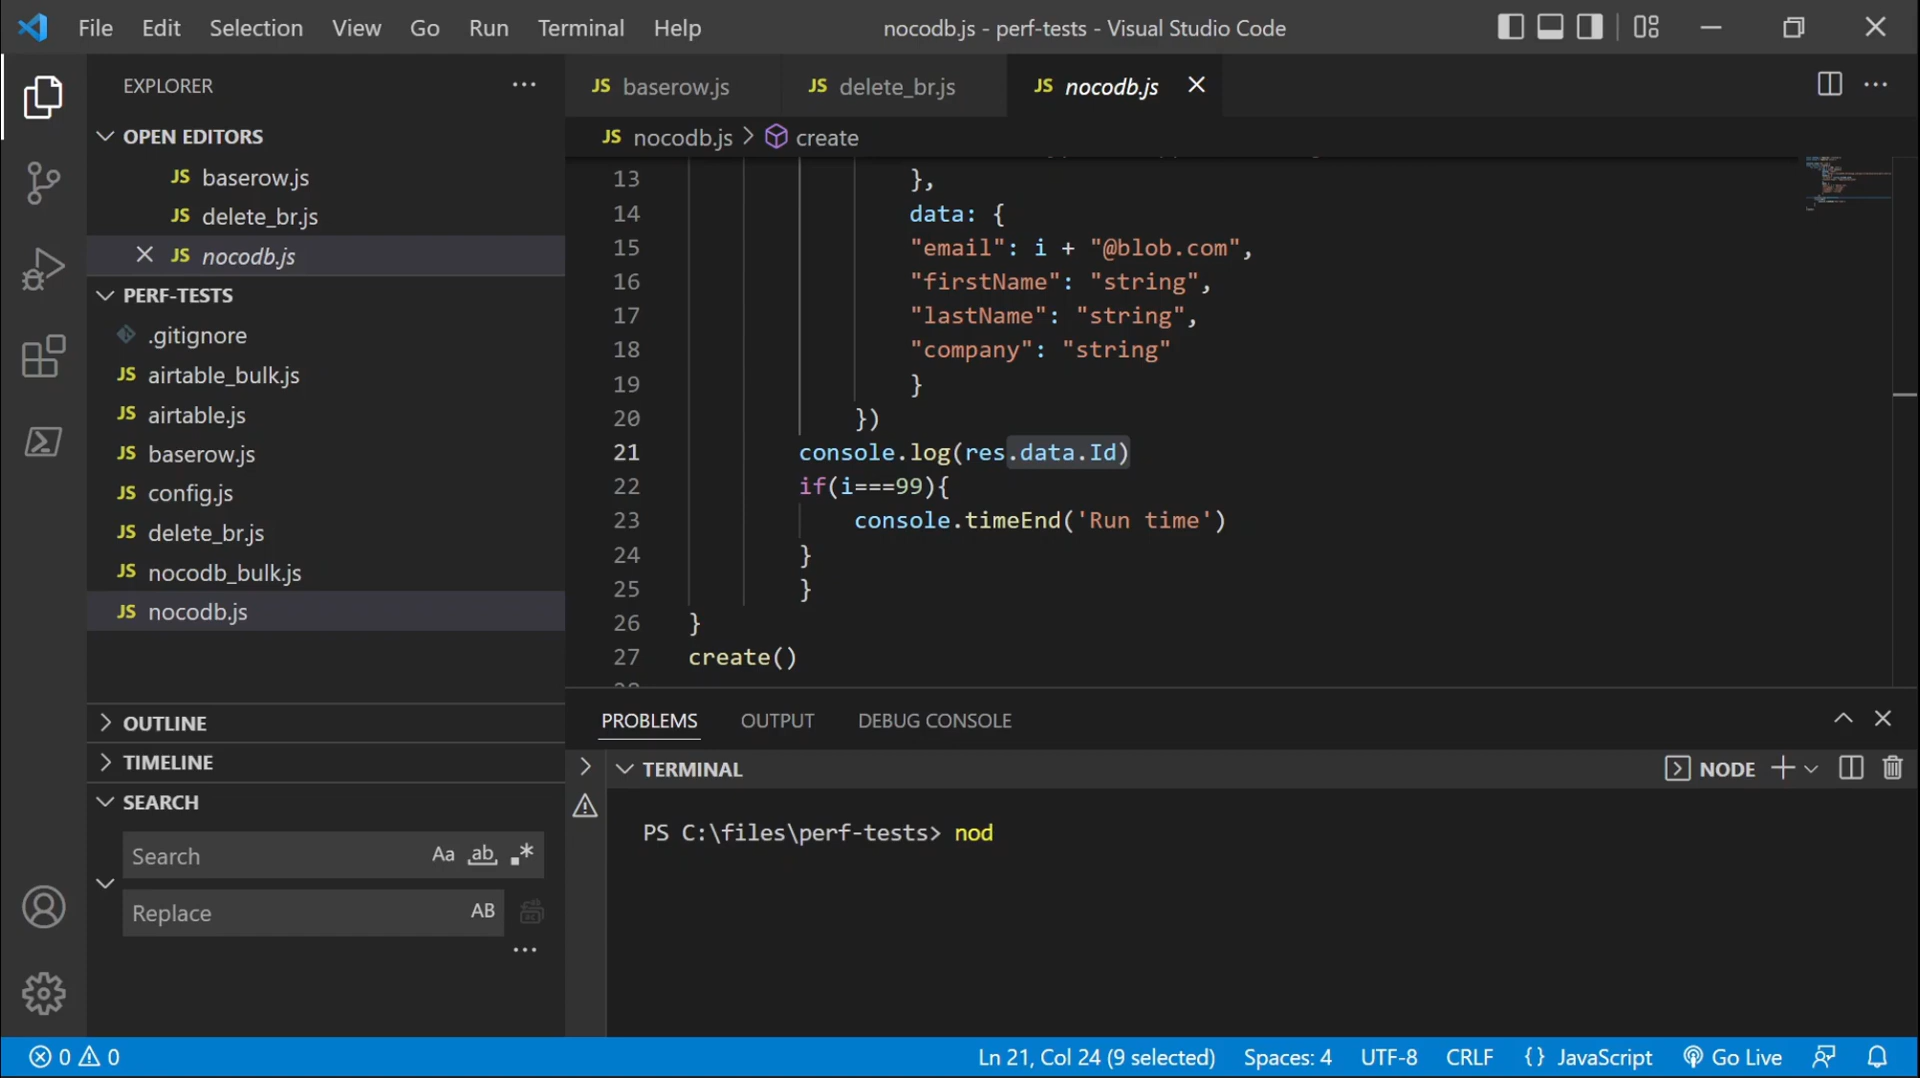 File Edit Selection View Go Run Terminal Help
nocodb.js - perf-tests - Visual Studio Code
EXPLORER
OPEN EDITORS
JS baserow.js
JS delete_br.js
JS nocodb.js
PERF-TESTS
.gitignore
JS airtable_bulk.js
JS airtable.js
JS baserow.js
JS config.js
JS delete_br.js
JS nocodb_bulk.js
JS nocodb.js
OUTLINE
TIMELINE
SEARCH
Search Aa ab .*
Replace AB
JS baserow.js JS delete_br.js JS nocodb.js
JS nocodb.js > create
13 },
14 data: {
15 "email": i + "@blob.com",
16 "firstName": "string",
17 "lastName": "string",
18 "company": "string"
19 }
20 })
21 console.log(res.data.Id)
22 if(i===99){
23 console.timeEnd('Run time')
24 }
25 }
26 }
27 create()
PROBLEMS OUTPUT DEBUG CONSOLE
TERMINAL NODE
PS C:\files\perf-tests> nod
0 0 Ln 21, Col 24 (9 selected) Spaces: 4 UTF-8 CRLF {} JavaScript Go Live